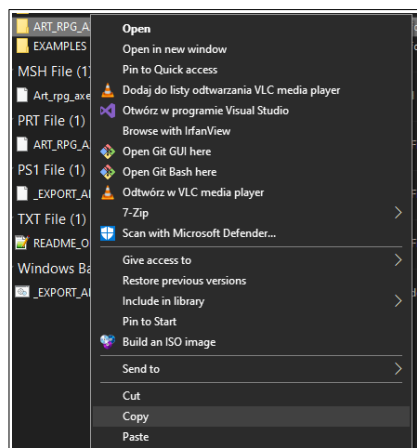 ART_RPG_A
Open
EXAMPLES
Open in new window
MSH File (1)
Pin to Quick access
Dodaj do listy odtwarzania VLC media player
Art_rpg_axe
Otwórz w programie Visual Studio
PRT File (1)
Browse with IrfanView
ART_RPG_A
Open Git GUI here
PS1 File (1)
Open Git Bash here
_EXPORT_A
Odtwórz w VLC media player
TXT File (1)
7-Zip
README_O
Scan with Microsoft Defender...
Windows Ba
Give access to
Restore previous versions
_EXPORT_A
Include in library
Pin to Start
Build an ISO image
Send to
Cut
Copy
Paste